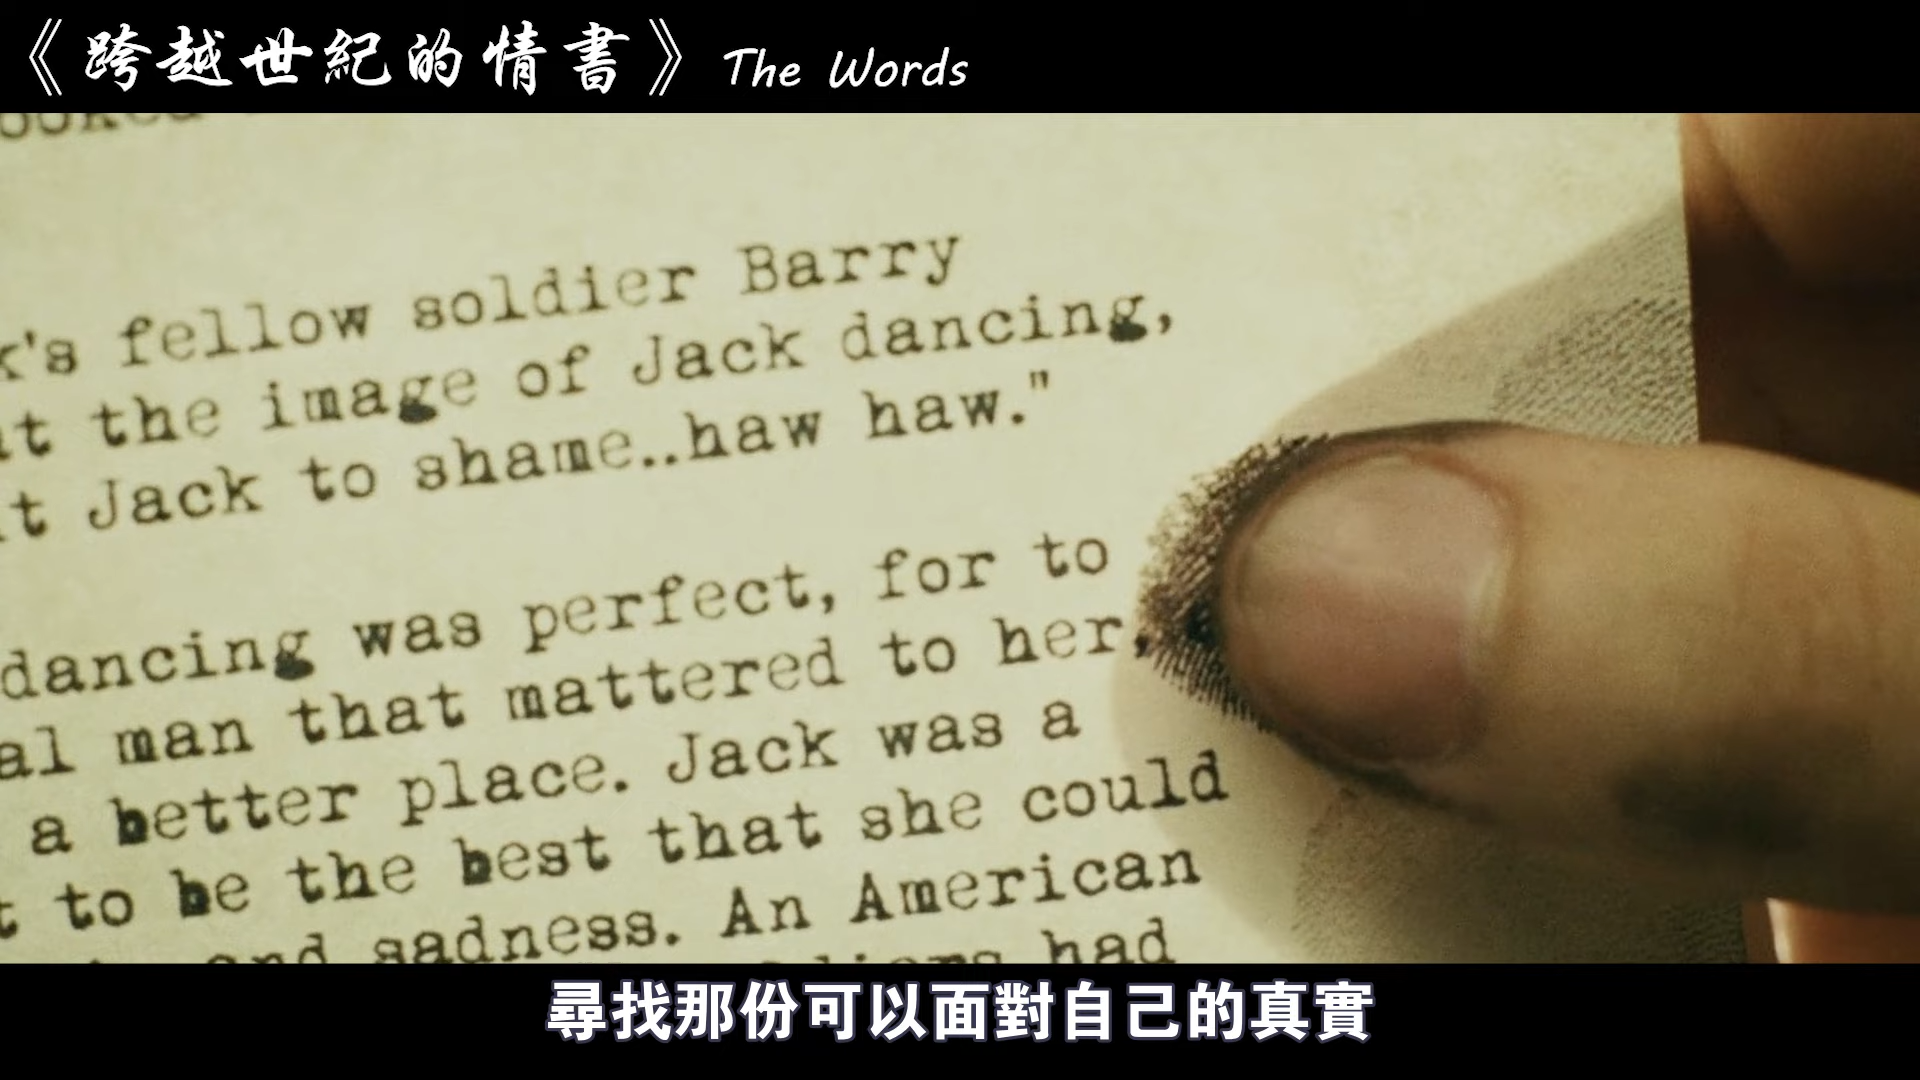 《跨越世紀的情書》The Words
k's fellow soldier Barry
t the image of Jack dancing,
t Jack to shame..haw haw."
dancing was perfect, for to
al man that mattered to her,
a better place. Jack was a
t to be the best that she could
and sadness. An American
had
尋找那份可以面對自己的真實